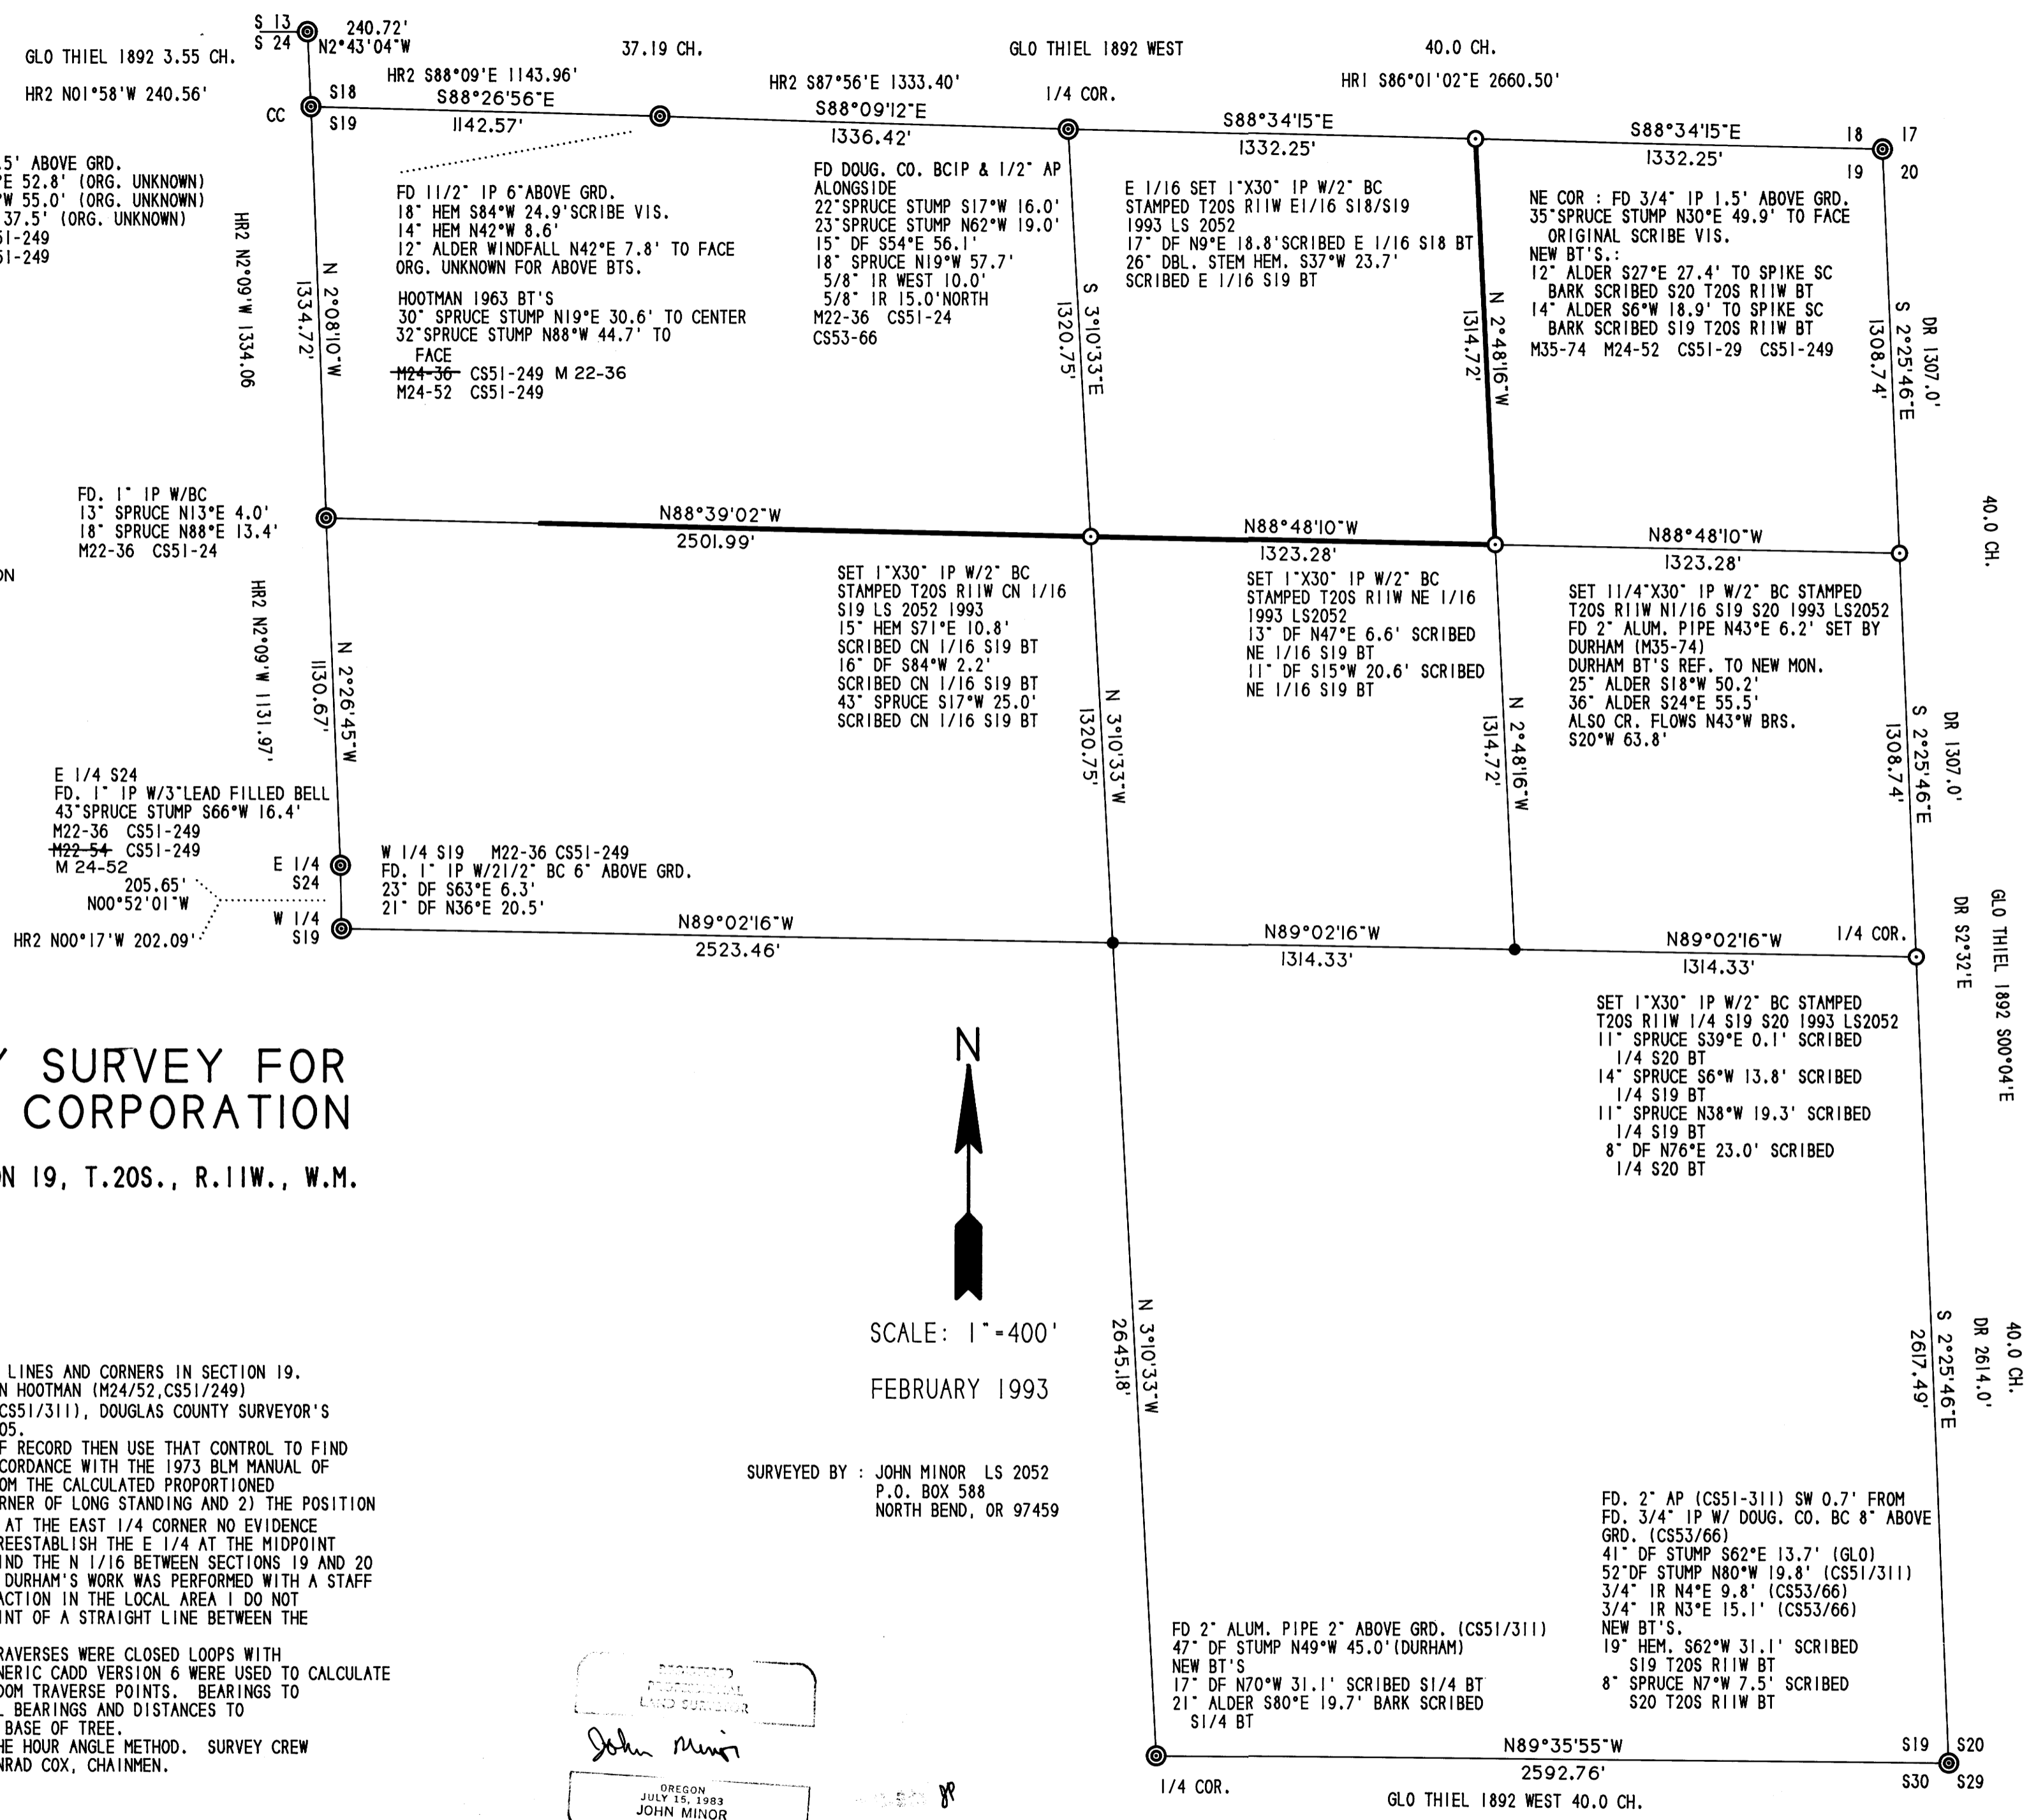 S 13
S 24
240.72'
N2°43'04"W
GLO THIEL 1892 3.55 CH.
37.19 CH.
GLO THIEL 1892 WEST
40.0 CH.
HR2 N01°58'W 240.56'
HR2 S88°09'E 1143.96'
HR2 S87°56'E 1333.40'
1/4 COR.
HR1 S86°01'02"E 2660.50'
CC
S18
S19
S88°26'56"E
1142.57'
S88°09'12"E
1336.42'
S88°34'15"E
1332.25'
S88°34'15"E
1332.25'
18 17
19 20
5' ABOVE GRD.
°E 52.8' (ORG. UNKNOWN)
°W 55.0' (ORG. UNKNOWN)
37.5' (ORG. UNKNOWN)
51-249
51-249
FD 11/2" IP 6"ABOVE GRD.
18" HEM S84°W 24.9'SCRIBE VIS.
14" HEM N42°W 8.6'
12" ALDER WINDFALL N42°E 7.8' TO FACE
ORG. UNKNOWN FOR ABOVE BTS.
HOOTMAN 1963 BT'S
30" SPRUCE STUMP N19°E 30.6' TO CENTER
32"SPRUCE STUMP N88°W 44.7' TO
FACE
M24-36 CS51-249 M 22-36
M24-52 CS51-249
FD DOUG. CO. BCIP & 1/2" AP
ALONGSIDE
22"SPRUCE STUMP S17°W 16.0'
23"SPRUCE STUMP N62°W 19.0'
15" DF S54°E 56.1'
18" SPRUCE N19°W 57.7'
5/8" IR WEST 10.0'
5/8" IR 15.0'NORTH
M22-36 CS51-24
CS53-66
E 1/16 SET 1"X30" IP W/2" BC
STAMPED T20S R11W E1/16 S18/S19
1993 LS 2052
17" DF N9°E 18.8'SCRIBED E 1/16 S18 BT
26" DBL. STEM HEM. S37°W 23.7'
SCRIBED E 1/16 S19 BT
NE COR : FD 3/4" IP 1.5' ABOVE GRD.
35"SPRUCE STUMP N30°E 49.9' TO FACE
ORIGINAL SCRIBE VIS.
NEW BT'S.:
12" ALDER S27°E 27.4' TO SPIKE SC
BARK SCRIBED S20 T20S R11W BT
14" ALDER S6°W 18.9' TO SPIKE SC
BARK SCRIBED S19 T20S R11W BT
M35-74 M24-52 CS51-29 CS51-249
HR2 N2°09'W 1334.06
N 2°08'10"W
1334.72'
S 3°10'33"E
1320.75'
N 2°48'16"W
1314.72'
S 2°25'46"E
1308.74'
DR 1307.0'
40.0 CH.
FD. 1" IP W/BC
13" SPRUCE N13°E 4.0'
18" SPRUCE N88°E 13.4'
M22-36 CS51-24
ON
N88°39'02"W
2501.99'
N88°48'10"W
1323.28'
N88°48'10"W
1323.28'
SET 1"X30" IP W/2" BC
STAMPED T20S R11W CN 1/16
S19 LS 2052 1993
15" HEM S71°E 10.8'
SCRIBED CN 1/16 S19 BT
16" DF S84°W 2.2'
SCRIBED CN 1/16 S19 BT
43" SPRUCE S17°W 25.0'
SCRIBED CN 1/16 S19 BT
SET 1"X30" IP W/2" BC
STAMPED T20S R11W NE 1/16
1993 LS2052
13" DF N47°E 6.6' SCRIBED
NE 1/16 S19 BT
11" DF S15°W 20.6' SCRIBED
NE 1/16 S19 BT
SET 11/4"X30" IP W/2" BC STAMPED
T20S R11W N1/16 S19 S20 1993 LS2052
FD 2" ALUM. PIPE N43°E 6.2' SET BY
DURHAM (M35-74)
DURHAM BT'S REF. TO NEW MON.
25" ALDER S18°W 50.2'
36" ALDER S24°E 55.5'
ALSO CR. FLOWS N43°W BRS.
S20°W 63.8'
HR2 N2°09'W 1131.97'
N 2°26'45"W
1130.67'
N 3°10'33"W
1320.75'
N 2°48'16"W
1314.72'
S 2°25'46"E
1308.74'
DR 1307.0'
E 1/4 S24
FD. 1" IP W/3"LEAD FILLED BELL
43"SPRUCE STUMP S66°W 16.4'
M22-36 CS51-249
M22-54 CS51-249
M 24-52
205.65'
N00°52'01"W
HR2 N00°17'W 202.09'
E 1/4
S24
W 1/4
S19
W 1/4 S19 M22-36 CS51-249
FD. 1" IP W/21/2" BC 6" ABOVE GRD.
23" DF S63°E 6.3'
21" DF N36°E 20.5'
N89°02'16"W
2523.46'
N89°02'16"W
1314.33'
N89°02'16"W
1314.33'
1/4 COR.
DR S2°32'E
GLO THIEL 1892 S00°04'E
SET 1"X30" IP W/2" BC STAMPED
T20S R11W 1/4 S19 S20 1993 LS2052
11" SPRUCE S39°E 0.1' SCRIBED
1/4 S20 BT
14" SPRUCE S6°W 13.8' SCRIBED
1/4 S19 BT
11" SPRUCE N38°W 19.3' SCRIBED
1/4 S19 BT
8" DF N76°E 23.0' SCRIBED
1/4 S20 BT
Y SURVEY FOR
CORPORATION
N 19, T.20S., R.11W., W.M.
N
SCALE: 1"=400'
FEBRUARY 1993
SURVEYED BY : JOHN MINOR LS 2052
P.O. BOX 588
NORTH BEND, OR 97459
N 3°10'33"W
2645.18'
S 2°25'46"E
2617.49'
DR 2614.0'
40.0 CH.
LINES AND CORNERS IN SECTION 19.
N HOOTMAN (M24/52,CS51/249)
CS51/311), DOUGLAS COUNTY SURVEYOR'S
05.
F RECORD THEN USE THAT CONTROL TO FIND
CCORDANCE WITH THE 1973 BLM MANUAL OF
OM THE CALCULATED PROPORTIONED
RNER OF LONG STANDING AND 2) THE POSITION
AT THE EAST 1/4 CORNER NO EVIDENCE
REESTABLISH THE E 1/4 AT THE MIDPOINT
IND THE N 1/16 BETWEEN SECTIONS 19 AND 20
DURHAM'S WORK WAS PERFORMED WITH A STAFF
ACTION IN THE LOCAL AREA I DO NOT
INT OF A STRAIGHT LINE BETWEEN THE
RAVERSES WERE CLOSED LOOPS WITH
NERIC CADD VERSION 6 WERE USED TO CALCULATE
DOM TRAVERSE POINTS. BEARINGS TO
L BEARINGS AND DISTANCES TO
BASE OF TREE.
HE HOUR ANGLE METHOD. SURVEY CREW
NRAD COX, CHAINMEN.
REGISTERED
PROFESSIONAL
LAND SURVEYOR
John Minor
OREGON
JULY 15, 1983
JOHN MINOR
FD 2" ALUM. PIPE 2" ABOVE GRD. (CS51/311)
47" DF STUMP N49°W 45.0'(DURHAM)
NEW BT'S
17" DF N70°W 31.1' SCRIBED S1/4 BT
21" ALDER S80°E 19.7' BARK SCRIBED
S1/4 BT
FD. 2" AP (CS51-311) SW 0.7' FROM
FD. 3/4" IP W/ DOUG. CO. BC 8" ABOVE
GRD. (CS53/66)
41" DF STUMP S62°E 13.7' (GLO)
52"DF STUMP N80°W 19.8' (CS51/311)
3/4" IR N4°E 9.8' (CS53/66)
3/4" IR N3°E 15.1' (CS53/66)
NEW BT'S.
19" HEM. S62°W 31.1' SCRIBED
S19 T20S R11W BT
8" SPRUCE N7°W 7.5' SCRIBED
S20 T20S R11W BT
N89°35'55"W
2592.76'
S19 S20
S30 S29
1/4 COR.
GLO THIEL 1892 WEST 40.0 CH.